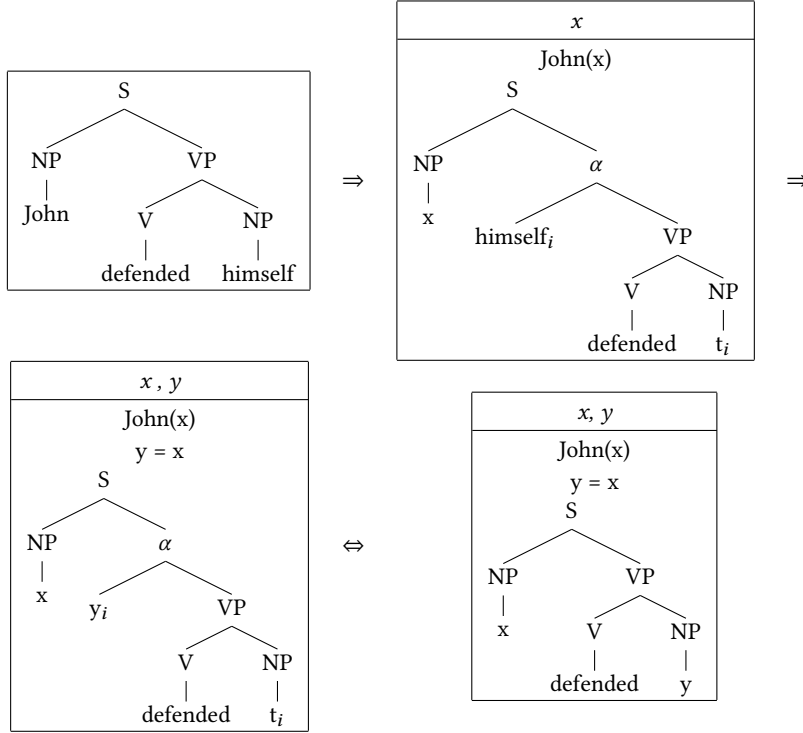 S
NP VP
John V NP
defended himself
⇒
x
John(x)
S
NP α
x himselfᵢ VP
V NP
defended tᵢ
⇒
x , y
John(x)
y = x
S
NP α
x yᵢ VP
V NP
defended tᵢ
⇔
x, y
John(x)
y = x
S
NP VP
x V NP
defended y